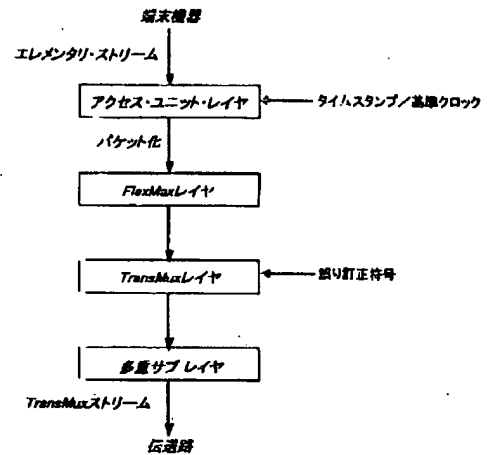 端末機器
エレメンタリ・ストリーム
アクセス・ユニット・レイヤ
タイムスタンプ/基準クロック
パケット化
FlexMaxレイヤ
TransMuxレイヤ
誤り訂正符号
多重サブ レイヤ
TransMuxストリーム
伝送路